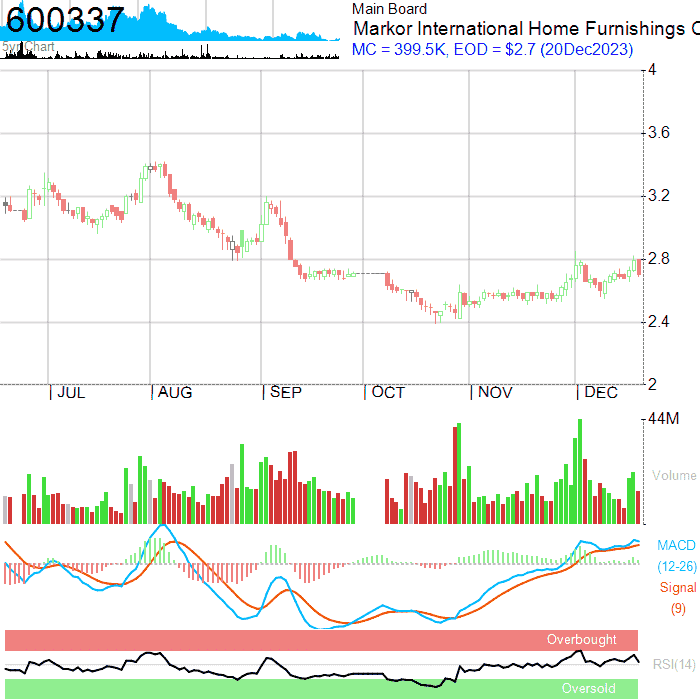 600337
5yr Chart
Main Board
Markor International Home Furnishings C
MC = 399.5K, EOD = $2.7 (20Dec2023)
4
3.6
3.2
2.8
2.4
2
JUL AUG SEP OCT NOV DEC
44M
Volume
MACD
(12-26)
Signal
(9)
Overbought
RSI(14)
Oversold